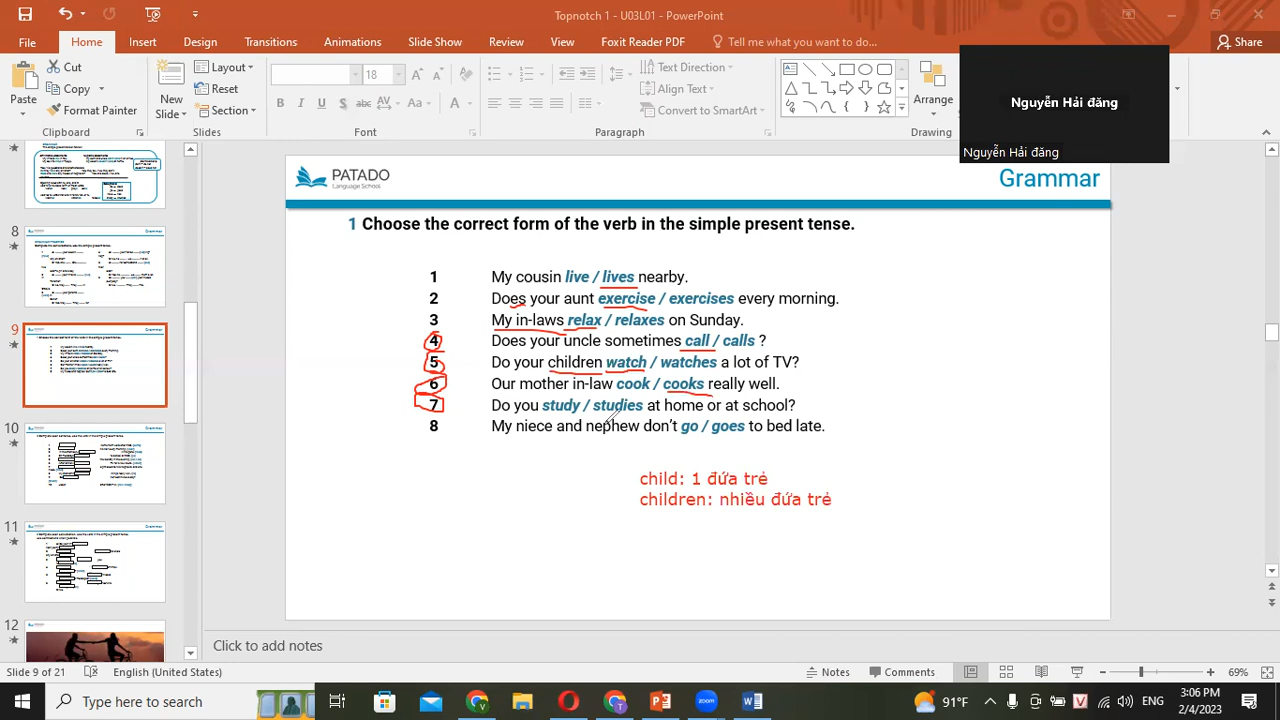 Topnotch 1 - U03L01 - PowerPoint
File Home Insert Design Transitions Animations Slide Show Review View Foxit Reader PDF Tell me what you want to do... Share
Cut
Copy
Format Painter
Paste
Clipboard
New Slide
Layout
Reset
Section
Slides
18
Font
Paragraph
Text Direction
Align Text
Convert to SmartArt
Arrange
Drawing
Nguyễn Hải đăng
Nguyễn Hải đăng
8
9
10
11
12
PATADO
Language School
Grammar
1 Choose the correct form of the verb in the simple present tense.
1 My cousin live / lives nearby.
2 Does your aunt exercise / exercises every morning.
3 My in-laws relax / relaxes on Sunday.
4 Does your uncle sometimes call / calls ?
5 Do your children watch / watches a lot of TV?
6 Our mother in-law cook / cooks really well.
7 Do you study / studies at home or at school?
8 My niece and nephew don't go / goes to bed late.
child: 1 đứa trẻ
children: nhiều đứa trẻ
Click to add notes
Slide 9 of 21 English (United States) Notes Comments 69%
Type here to search
91°F ENG
3:06 PM
2/4/2023